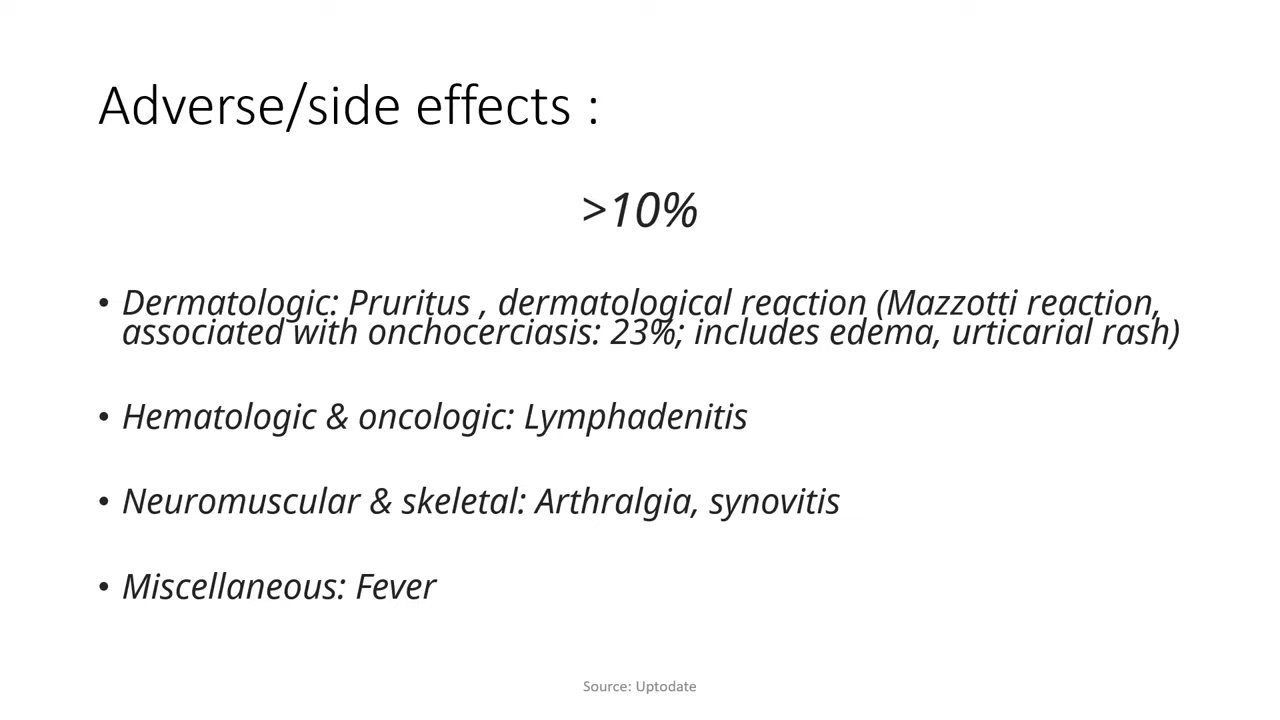 Adverse/side effects :
>10%
• Dermatologic: Pruritus , dermatological reaction (Mazzotti reaction,
associated with onchocerciasis: 23%; includes edema, urticarial rash)
• Hematologic & oncologic: Lymphadenitis
• Neuromuscular & skeletal: Arthralgia, synovitis
• Miscellaneous: Fever
Source: Uptodate